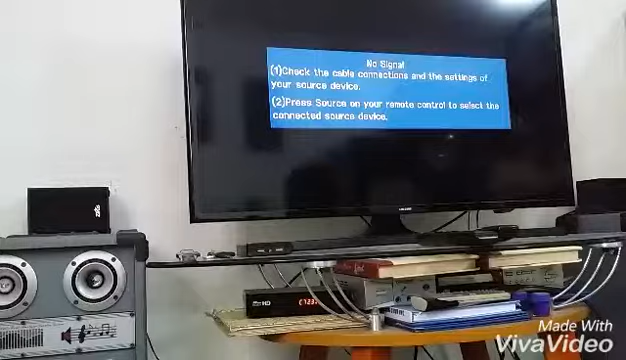 No Signal
(1)Check the cable connections and the settings of
your source device.
(2)Press Source on your remote control to select the
connected source device.
HD
Made With
VivaVideo